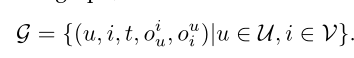 𝒢 = {(u, i, t, o_u^i, o_i^u)|u ∈ 𝒰, i ∈ 𝒱}.